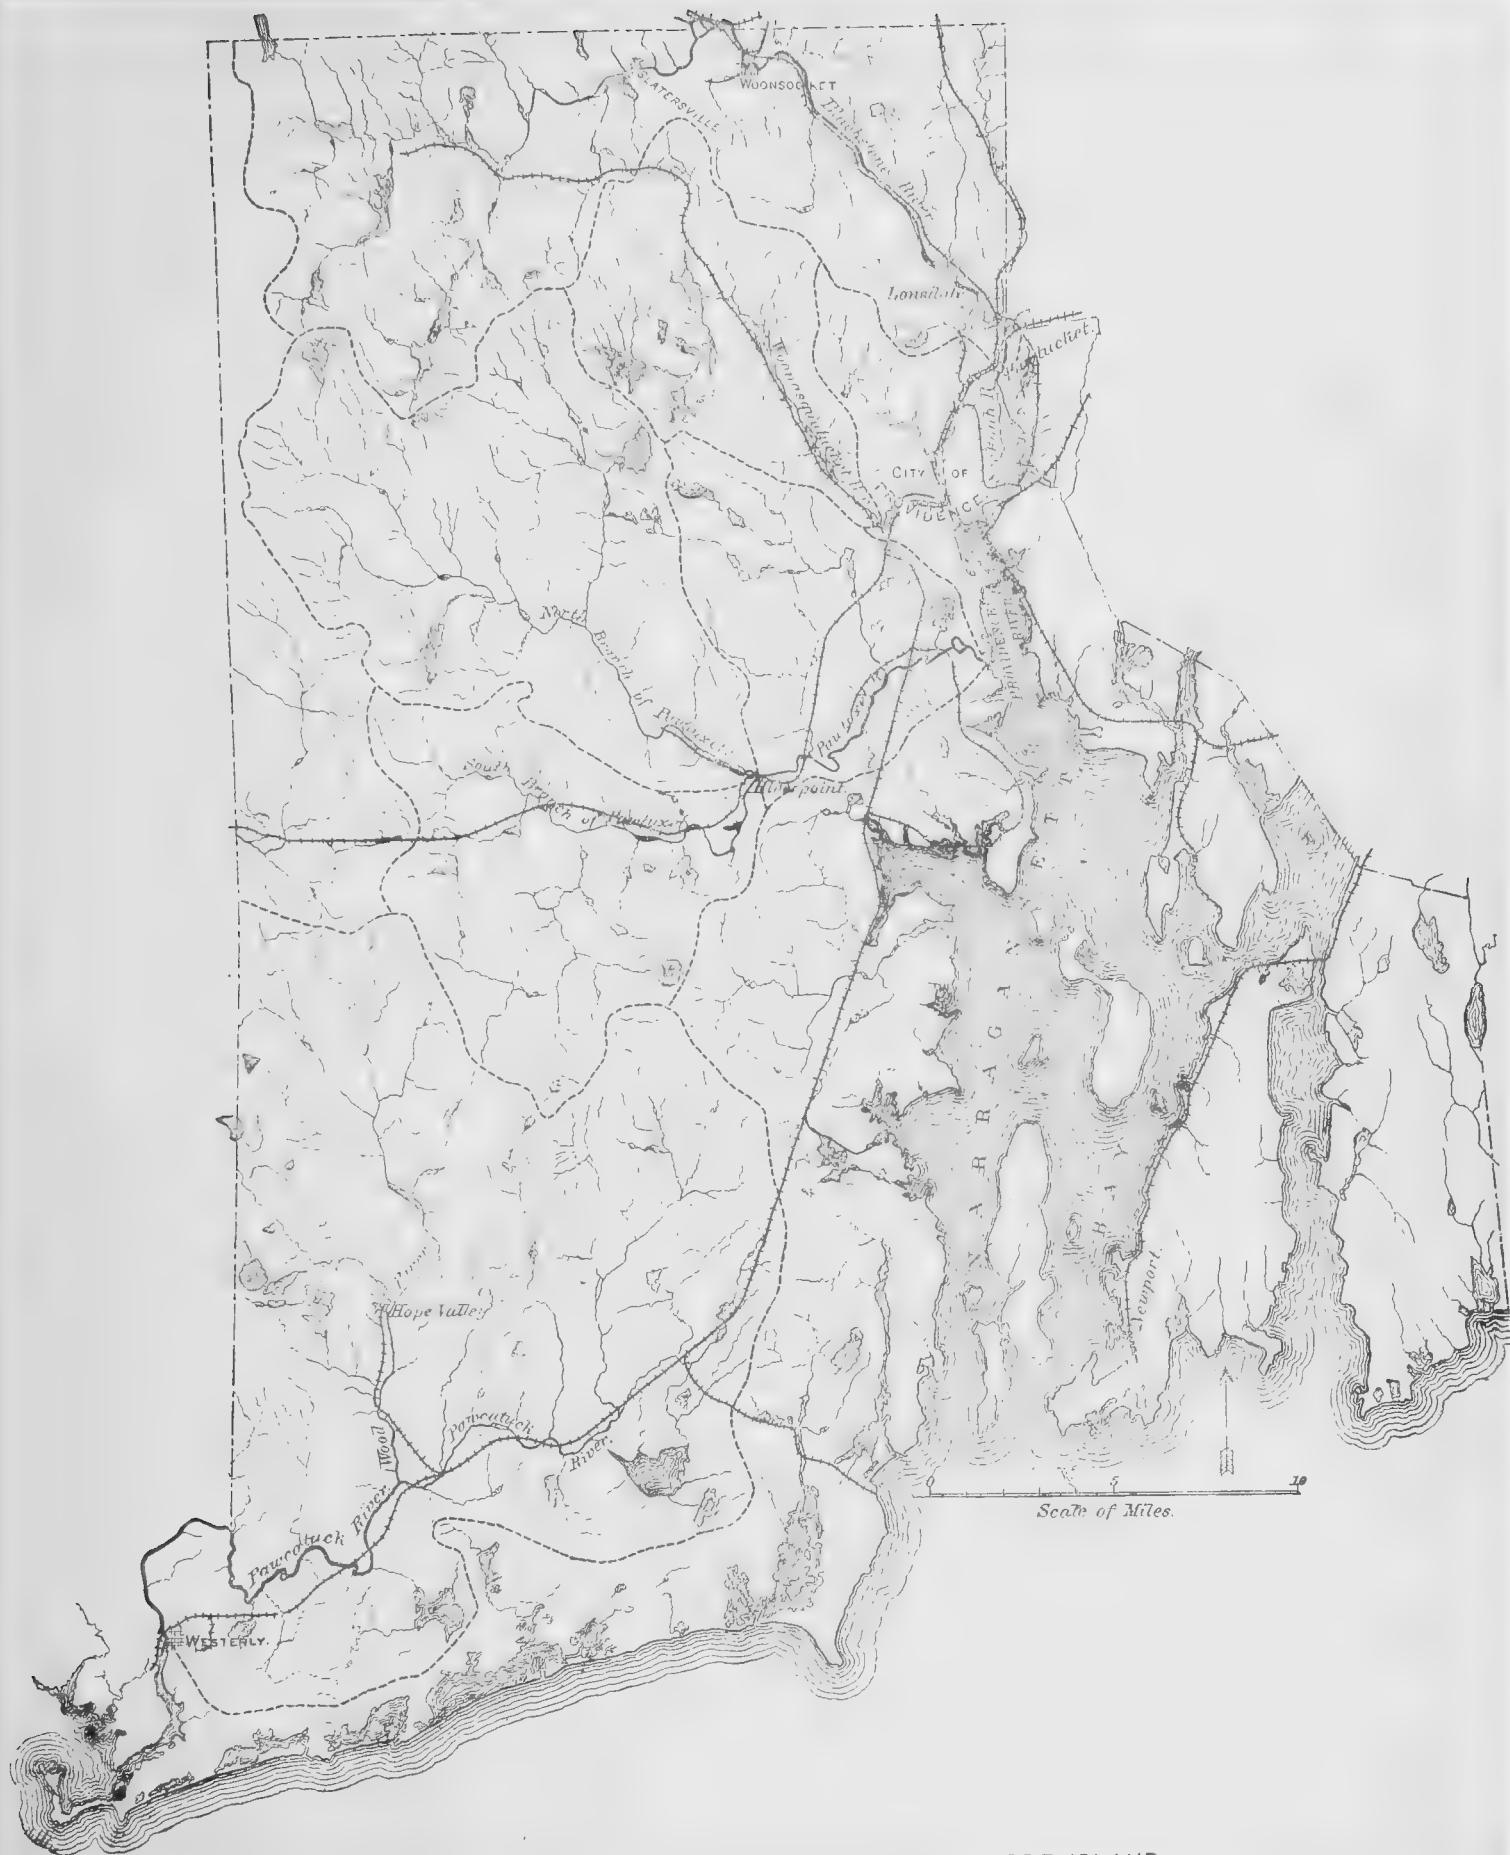 WOONSOCKET
SLATERSVILLE
Blackstone River
Lonsdale
Woonasquatucket
CITY OF
PROVIDENCE
PROVIDENCE RIVER
North Branch of Pawtuxet
Pawtuxet
South Branch of Pawtuxet
NARRAGANSETT
BAY
Hope Valley
Newport
Wood
Pawcatuck
River.
Pawcatuck River
WESTERLY.
0 5 10
Scale of Miles.